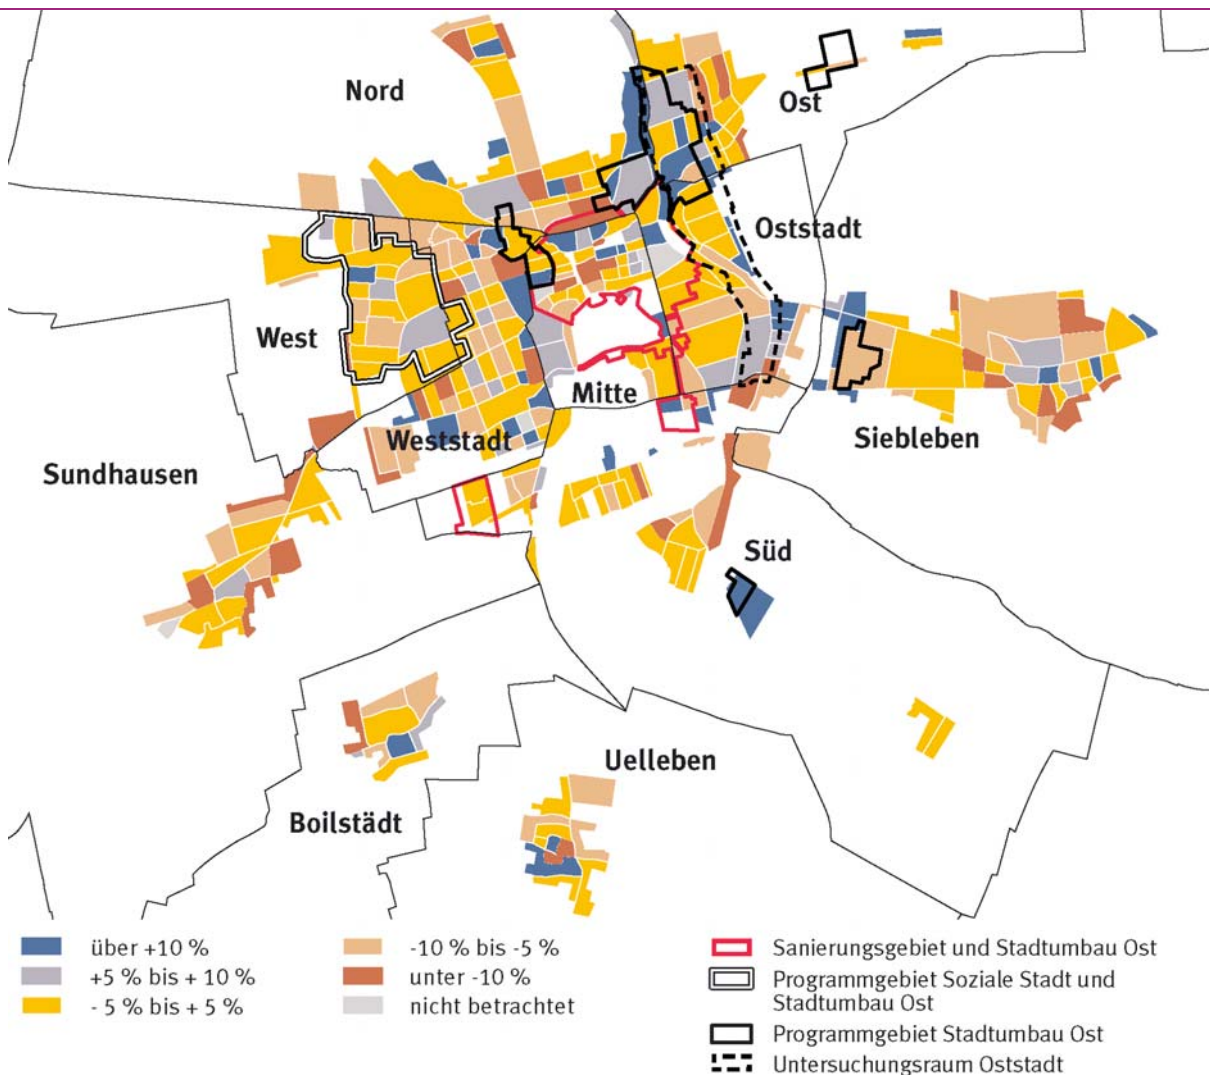 Nord
Ost
Oststadt
West
Mitte
Weststadt
Siebleben
Sundhausen
Süd
Uelleben
Boilstädt
über +10 %
+5 % bis + 10 %
- 5 % bis + 5 %
-10 % bis -5 %
unter -10 %
nicht betrachtet
Sanierungsgebiet und Stadtumbau Ost
Programmgebiet Soziale Stadt und
Stadtumbau Ost
Programmgebiet Stadtumbau Ost
Untersuchungsraum Oststadt